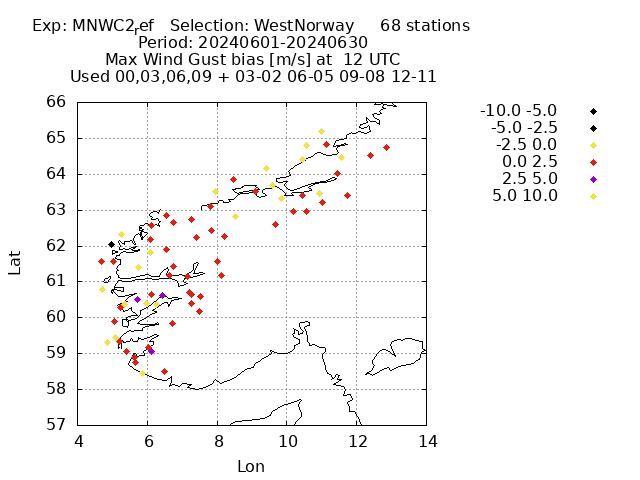 Exp: MNWC2ref   Selection: WestNorway     68 stations
Period: 20240601-20240630
Max Wind Gust bias [m/s] at  12 UTC
Used 00,03,06,09 + 03-02 06-05 09-08 12-11
-10.0 -5.0
-5.0 -2.5
-2.5 0.0
0.0 2.5
2.5 5.0
5.0 10.0
66
65
64
63
62
61
60
59
58
57
Lat
4 6 8 10 12 14
Lon